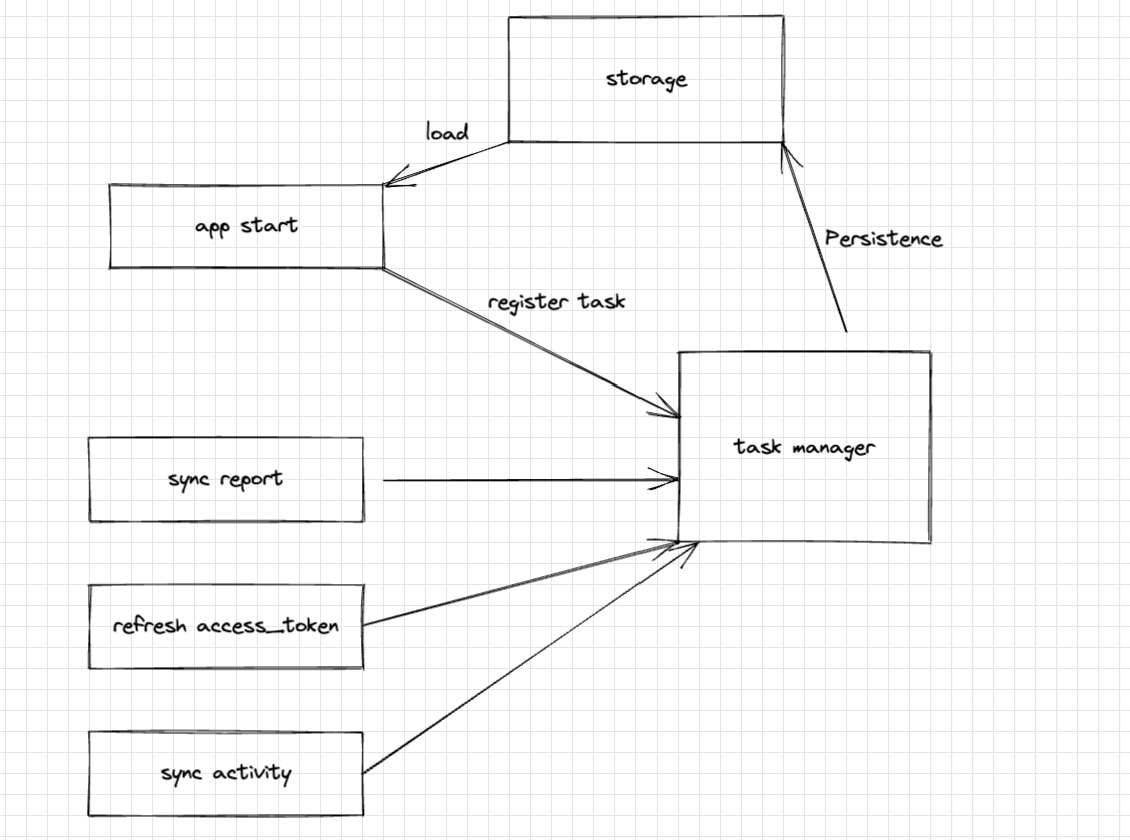 storage
load
app start
Persistence
register task
task manager
sync report
refresh access_token
sync activity